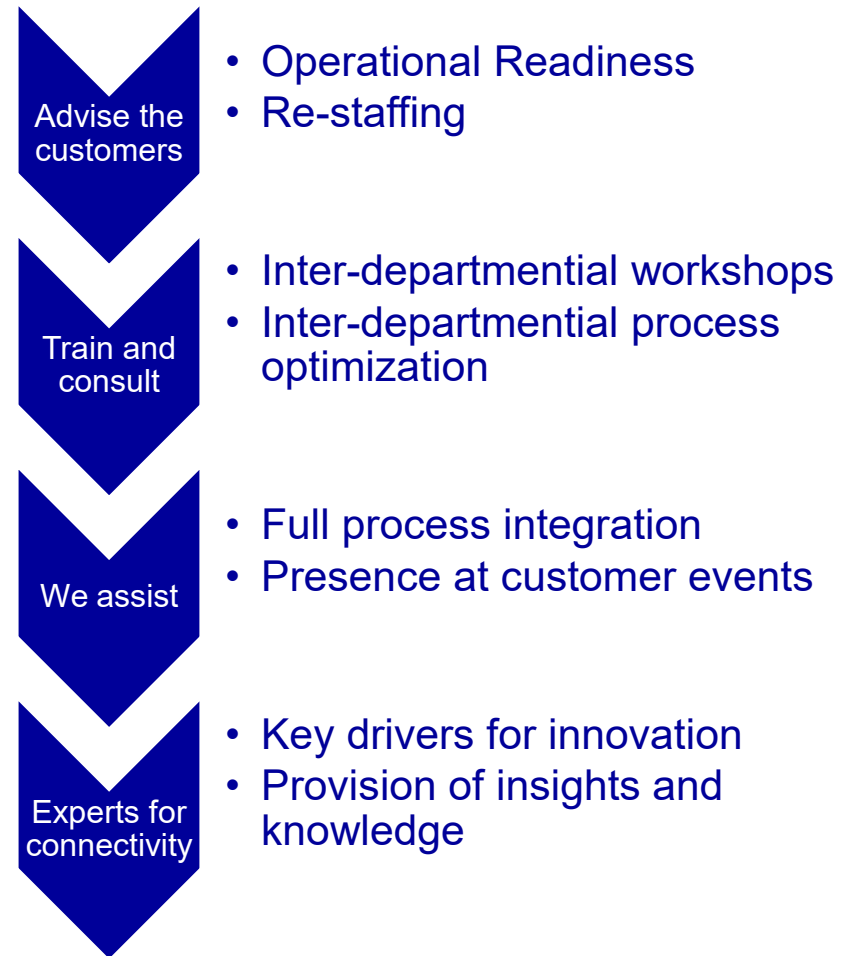 Advise the
customers
• Operational Readiness
• Re-staffing
Train and
consult
• Inter-departmential workshops
• Inter-departmental process
optimization
We assist
• Full process integration
• Presence at customer events
Experts for
connectivity
• Key drivers for innovation
• Provision of insights and
knowledge